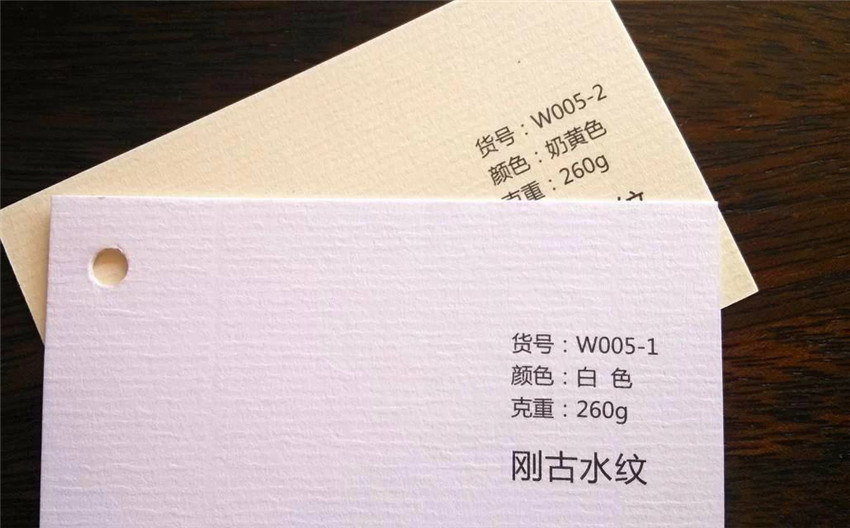 货号：W005-2
颜色：奶黄色
克重：260g
货号：W005-1
颜色：白 色
克重：260g
刚古水纹